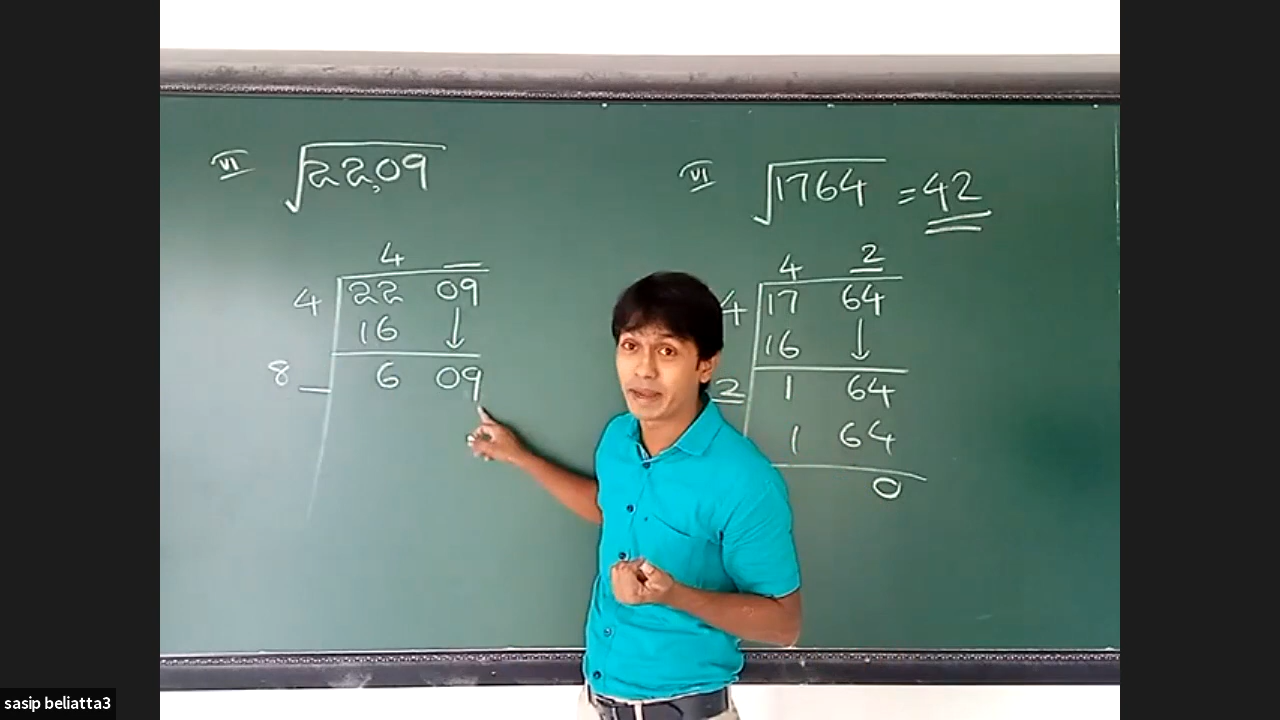 VI √2209
4 _
4 22 09
16 ↓
8 _ 6 09
VI √1764 = 42
4 2
4 17 64
16 ↓
2 1 64
1 64
0
sasip beliatta3